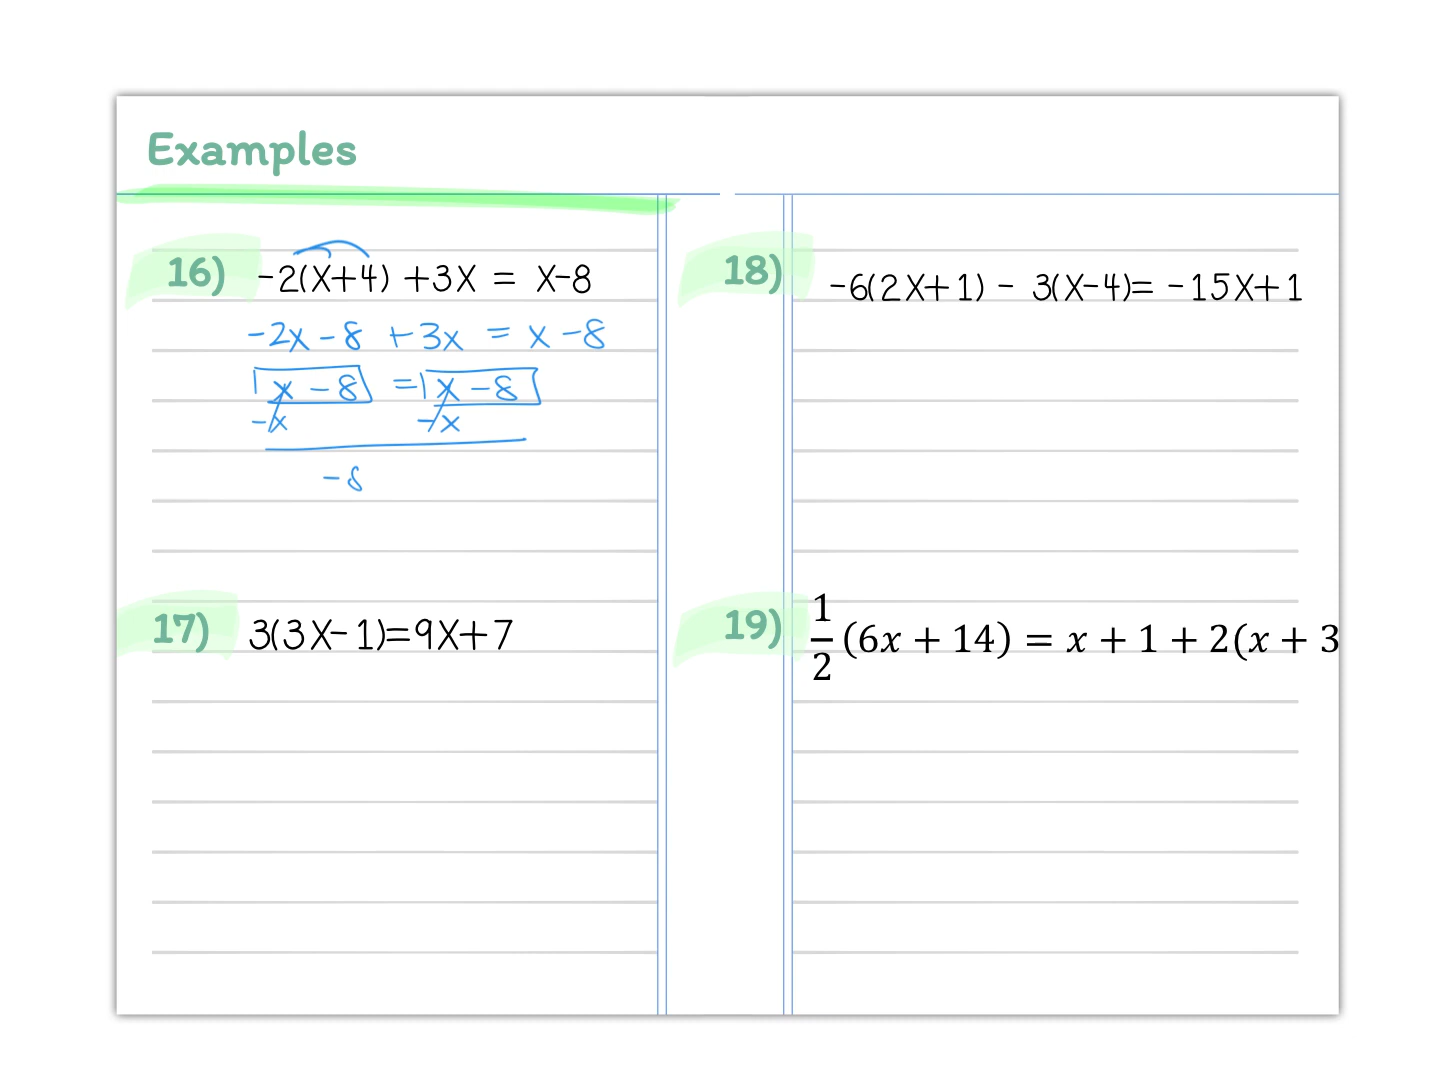 Examples
16) -2(X+4) +3X = X-8
-2x - 8 + 3x = x - 8
x - 8 = x - 8
-x -x
-8
17) 3(3X-1)=9X+7
18) -6(2X+1) - 3(X-4)= -15X+1
19) 1/2 (6x + 14) = x + 1 + 2(x + 3